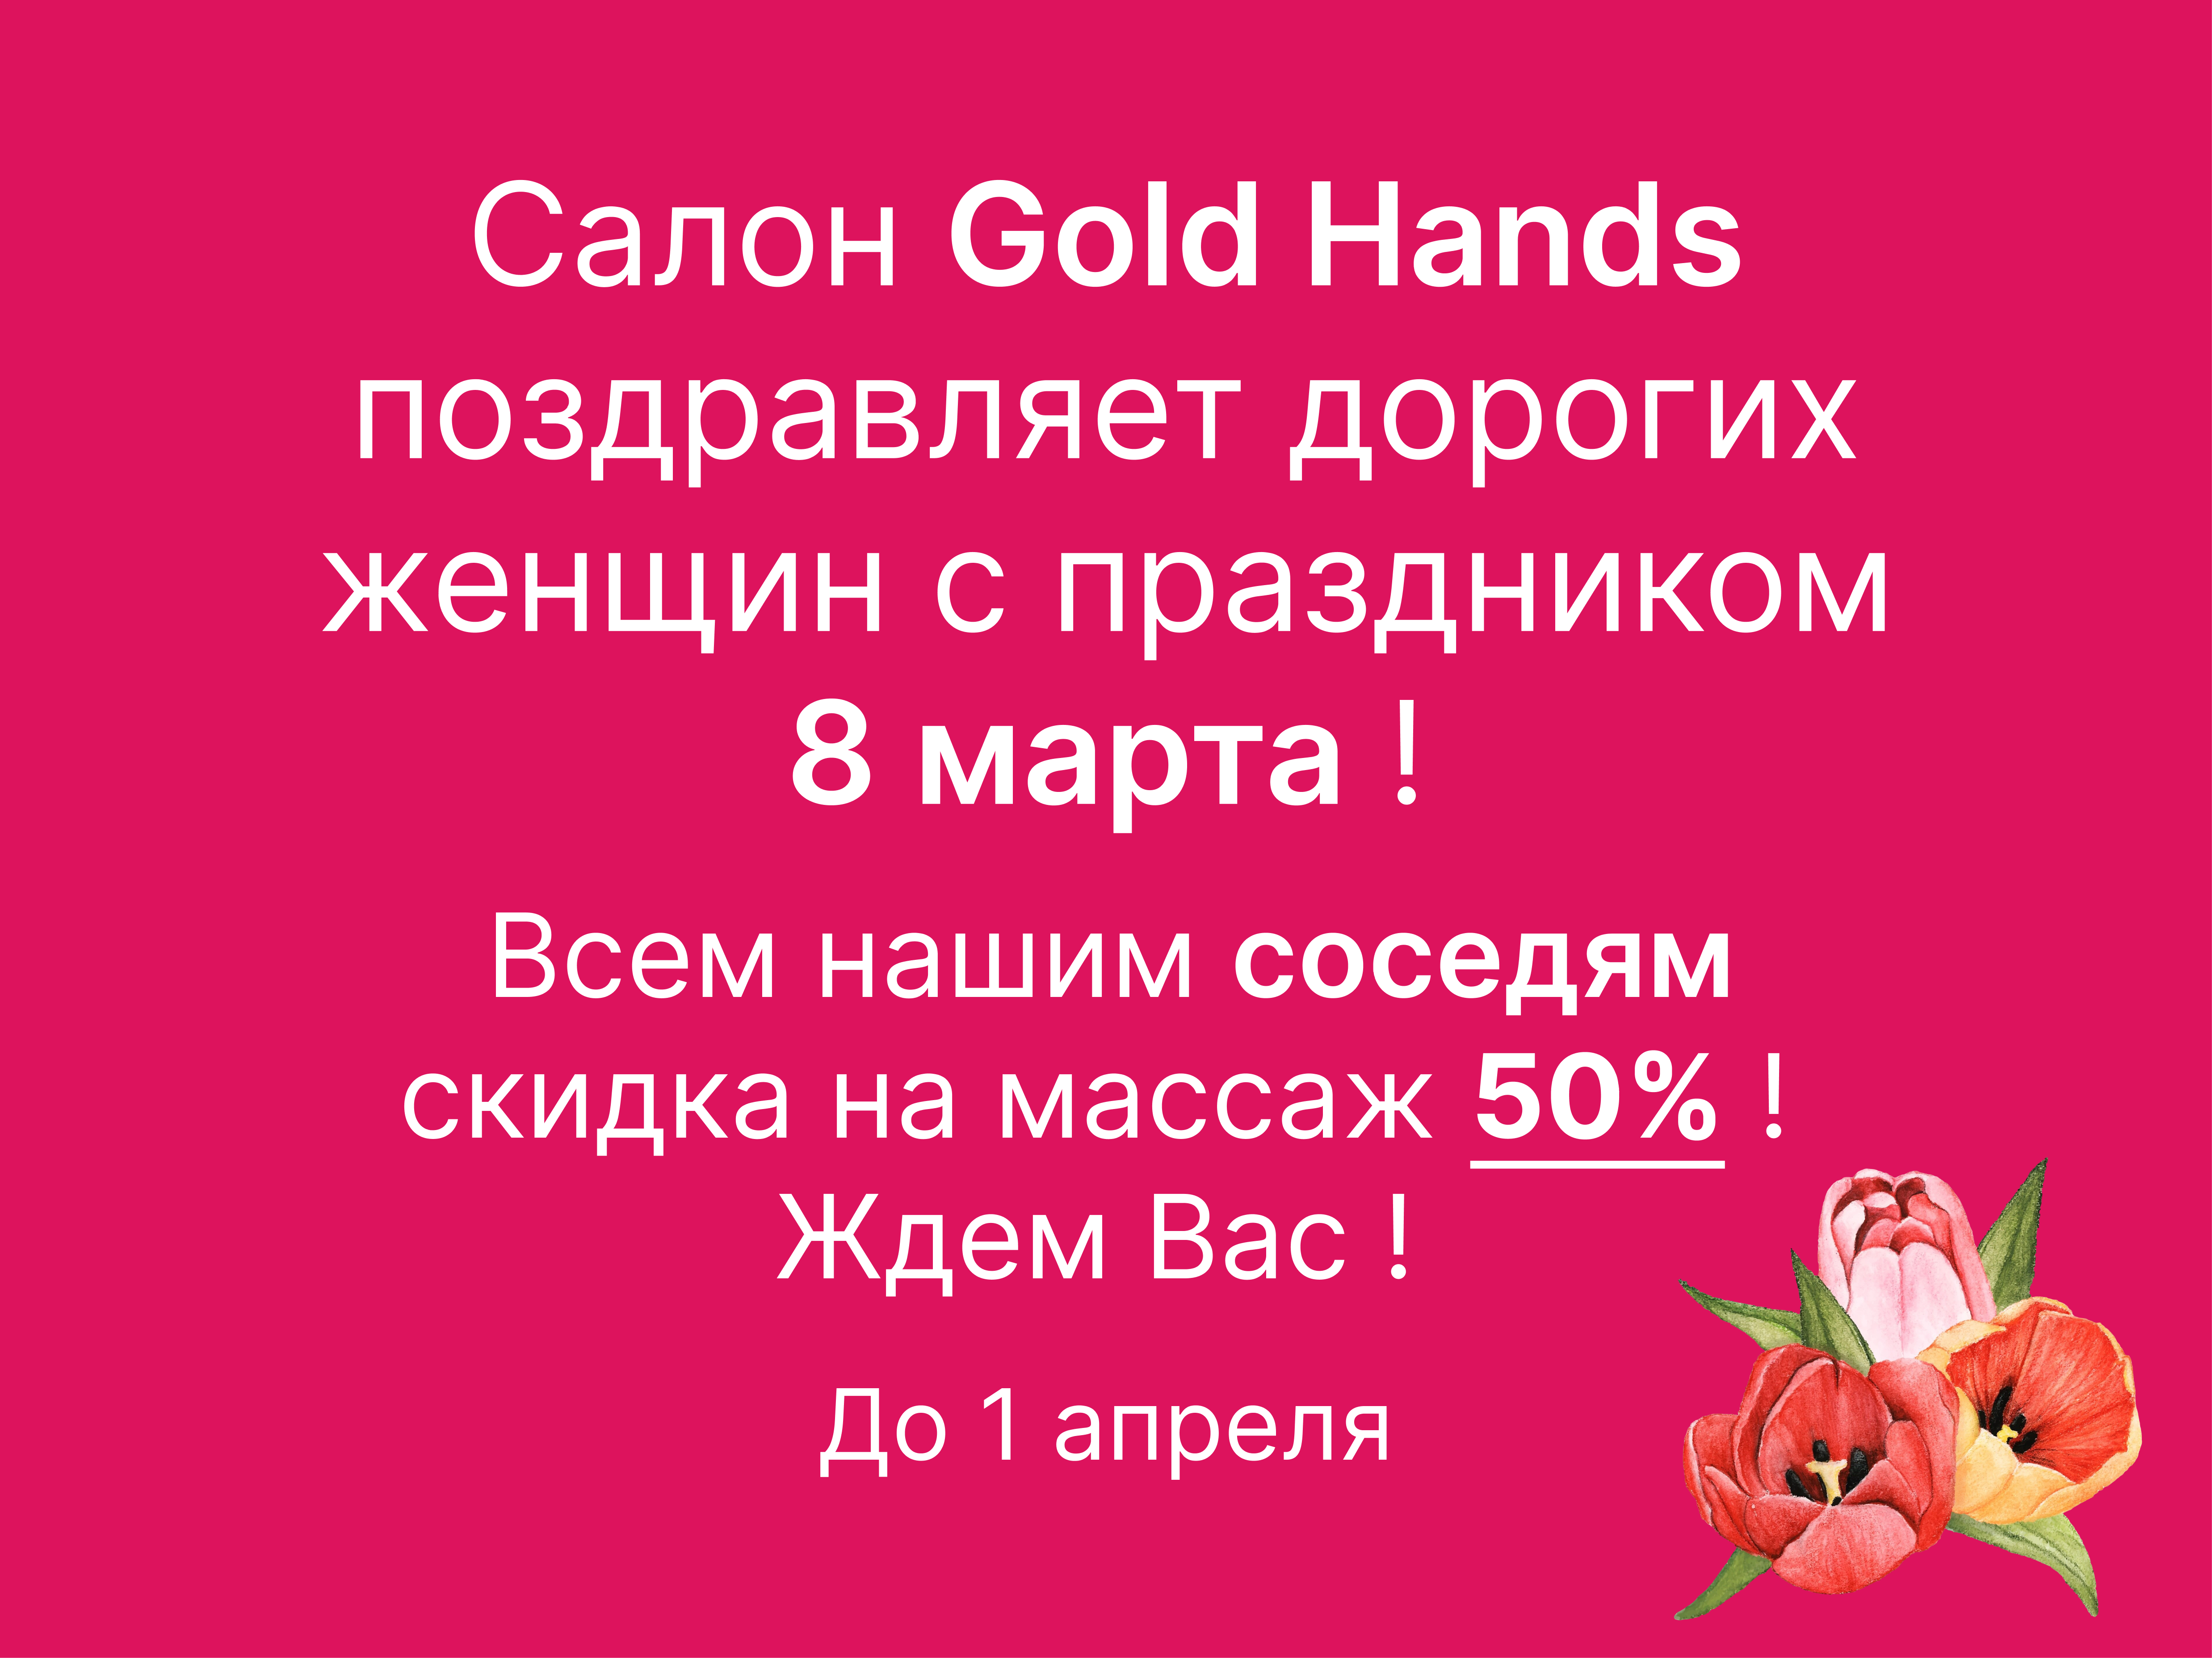 Салон Gold Hands
поздравляет дорогих
женщин с праздником
8 марта !
Всем нашим соседям
скидка на массаж 50% !
Ждем Вас !
До 1 апреля